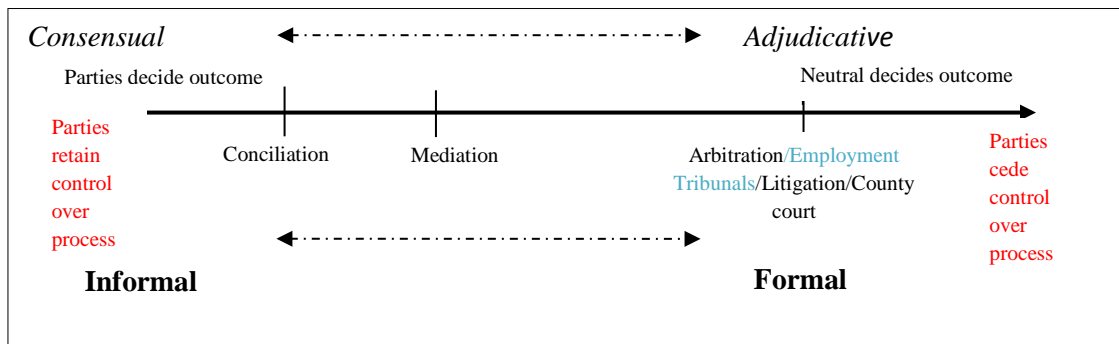 Consensual
Adjudicative
Parties decide outcome
Neutral decides outcome
Parties
retain
control
over
process
Conciliation
Mediation
Arbitration/Employment
Tribunals/Litigation/County
court
Parties
cede
control
over
process
Informal
Formal